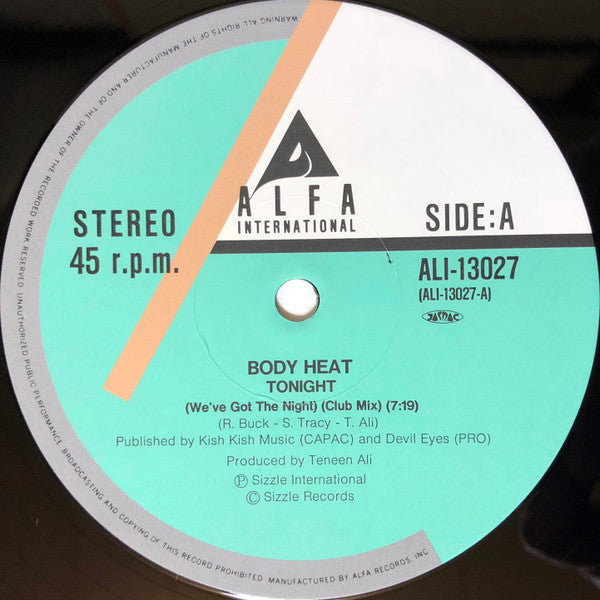 WARNING. ALL RIGHTS OF THE MANUFACTURER AND OF THE OWNER OF THE RECORDED WORK RESERVED. UNAUTHORIZED PUBLIC PERFORMANCE BROADCASTING AND COPYING OF THIS RECORD PROHIBITED. MANUFACTURED BY ALFA RECORDS, INC.
ALFA
INTERNATIONAL
STEREO
45 r.p.m.
SIDE:A
ALI-13027
(ALI-13027-A)
JASRAC
BODY HEAT
TONIGHT
(We've Got The Night) (Club Mix) (7:19)
(R. Buck - S. Tracy - T. Ali)
Published by Kish Kish Music (CAPAC) and Devil Eyes (PRO)
Produced by Teneen Ali
Ⓟ Sizzle International
© Sizzle Records